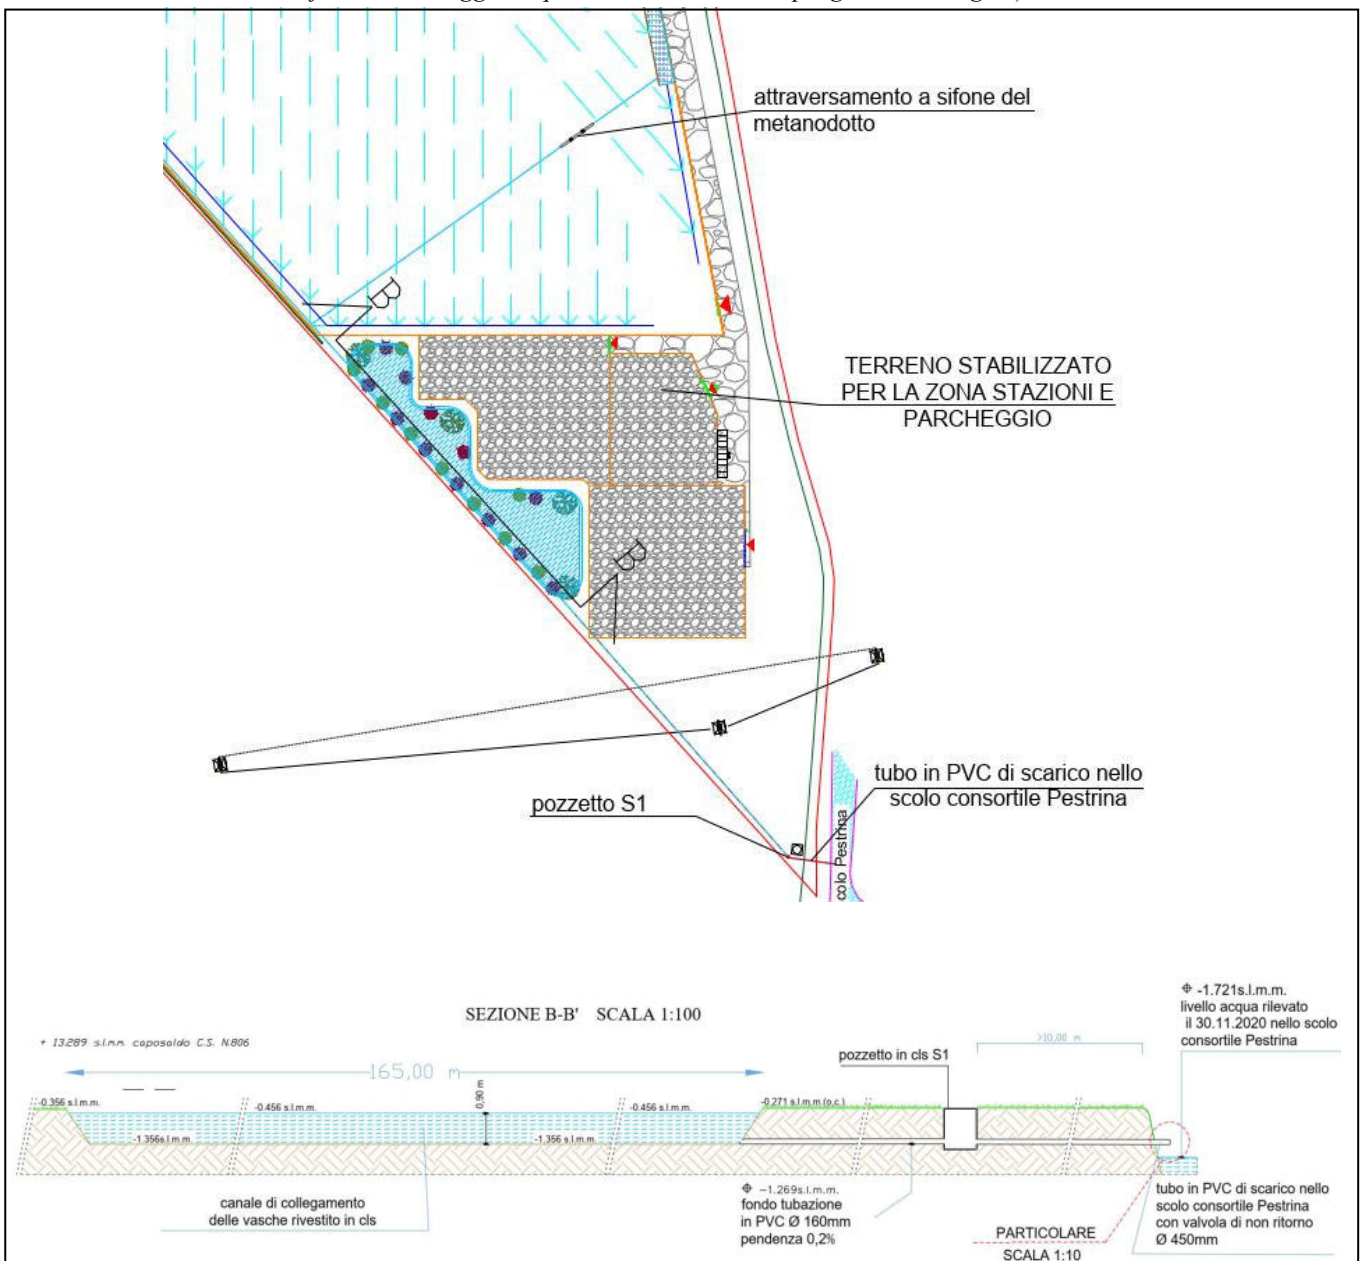 attraversamento a sifone del
metanodotto
B
TERRENO STABILIZZATO
PER LA ZONA STAZIONI E
PARCHEGGIO
B
tubo in PVC di scarico nello
scolo consortile Pestrina
pozzetto S1
colo Pestrina
SEZIONE B-B' SCALA 1:100
-1.721s.l.m.m.
livello acqua rilevato
il 30.11.2020 nello scolo
consortile Pestrina
+ 13.289 s.l.m.m. caposaldo C.S. N.806
165,00 m
pozzetto in cls S1
>10,00 m
0,90 m
-0.356 s.l.m.m.
-0.456 s.l.m.m.
-0.456 s.l.m.m.
-0.271 s.l.m.m.(p.c.)
-1.356s.l.m.m.
-1.356 s.l.m.m.
canale di collegamento
delle vasche rivestito in cls
-1.269s.l.m.m.
fondo tubazione
in PVC Ø 160mm
pendenza 0,2%
PARTICOLARE
SCALA 1:10
tubo in PVC di scarico nello
scolo consortile Pestrina
con valvola di non ritorno
Ø 450mm